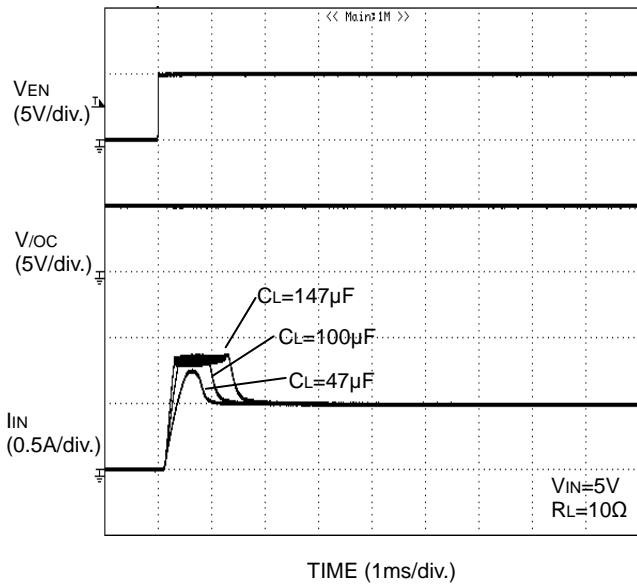 << Main:1M >>
VEN
(5V/div.)
T
V/OC
(5V/div.)
CL=147µF
CL=100µF
CL=47µF
IIN
(0.5A/div.)
VIN=5V
RL=10Ω
TIME (1ms/div.)